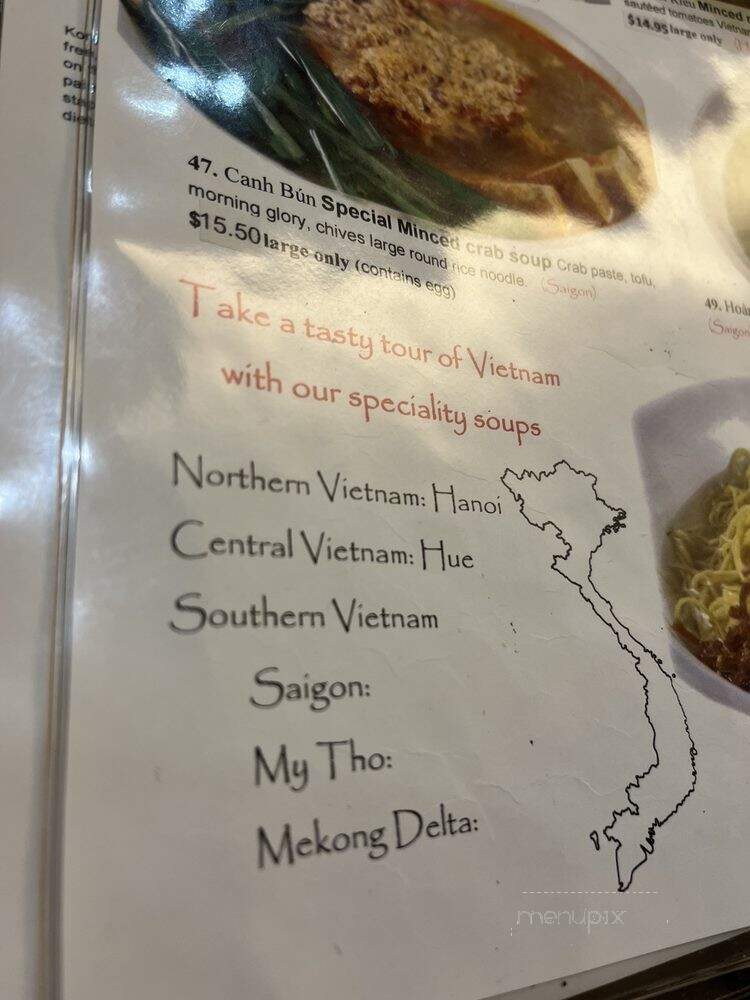 Minced
sautéed tomatoes
$14.95 large only
47. Canh Bún Special Minced crab soup Crab paste, tofu,
morning glory, chives large round rice noodle. (Saigon)
$15.50 large only (contains egg)
49.
Take a tasty tour of Vietnam
with our speciality soups
Northern Vietnam: Hanoi
Central Vietnam: Hue
Southern Vietnam
Saigon:
My Tho:
Mekong Delta:
menupix